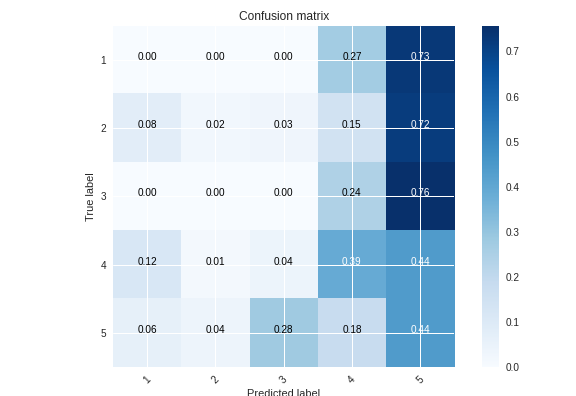 Confusion matrix
1 0.00 0.00 0.00 0.27 0.73
2 0.08 0.02 0.03 0.15 0.72
3 0.00 0.00 0.00 0.24 0.76
4 0.12 0.01 0.04 0.39 0.44
5 0.06 0.04 0.28 0.18 0.44
1 2 3 4 5
Predicted label
True label
0.7
0.6
0.5
0.4
0.3
0.2
0.1
0.0